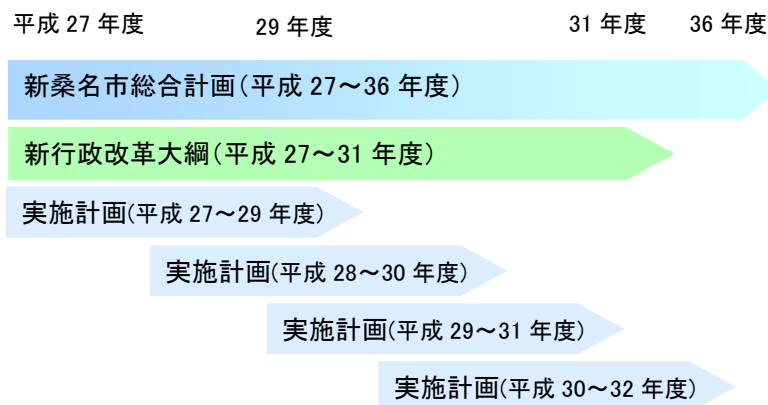 平成 27 年度 29 年度 31 年度 36 年度
新桑名市総合計画(平成 27～36 年度)
新行政改革大綱(平成 27～31 年度)
実施計画(平成 27～29 年度)
実施計画(平成 28～30 年度)
実施計画(平成 29～31 年度)
実施計画(平成 30～32 年度)